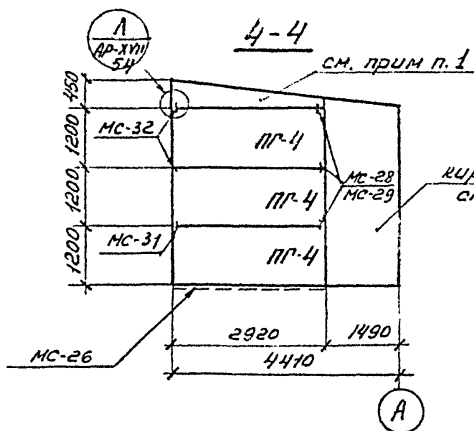 Л
АР-XVII
54
4-4
см. прим п. 1
450
1200
1200
1200
МС-32
МС-31
МС-26
ПГ-4
ПГ-4
ПГ-4
МС-28
МС-29
2920
1490
4410
А